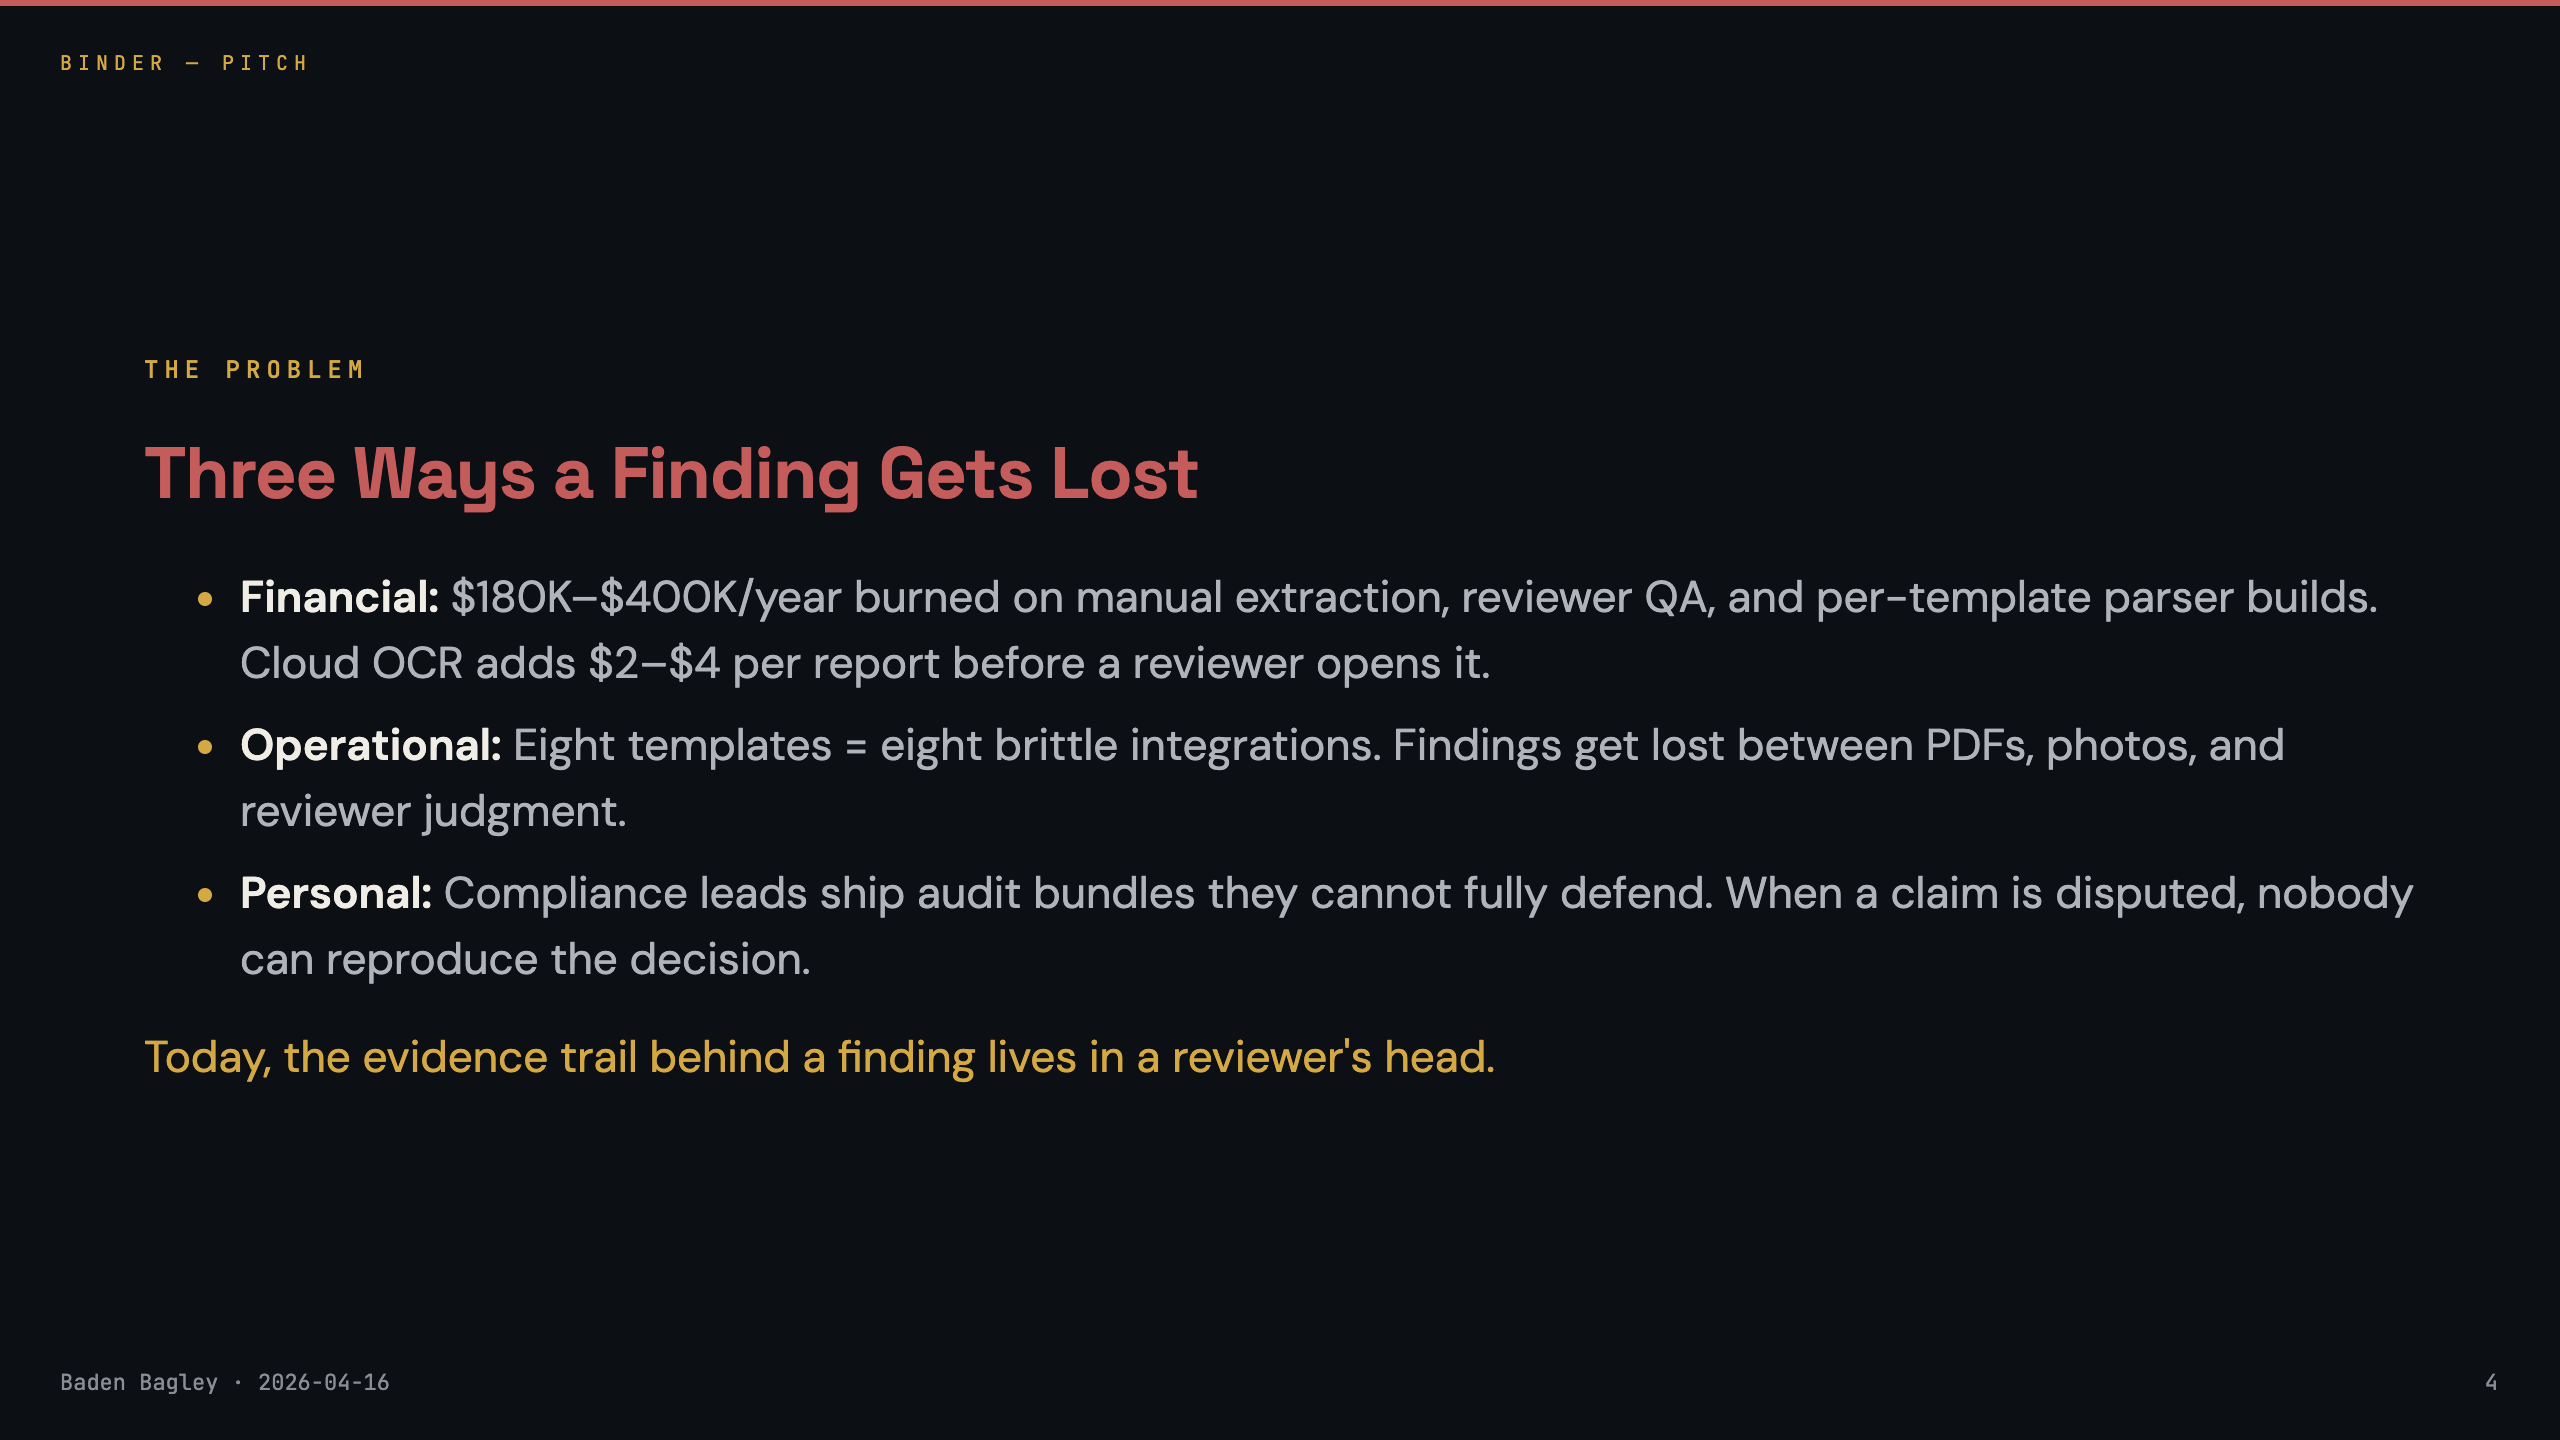 BINDER — PITCH
THE PROBLEM
Three Ways a Finding Gets Lost
• Financial: $180K–$400K/year burned on manual extraction, reviewer QA, and per-template parser builds.
Cloud OCR adds $2–$4 per report before a reviewer opens it.
• Operational: Eight templates = eight brittle integrations. Findings get lost between PDFs, photos, and
reviewer judgment.
• Personal: Compliance leads ship audit bundles they cannot fully defend. When a claim is disputed, nobody
can reproduce the decision.
Today, the evidence trail behind a finding lives in a reviewer's head.
Baden Bagley · 2026-04-16
4